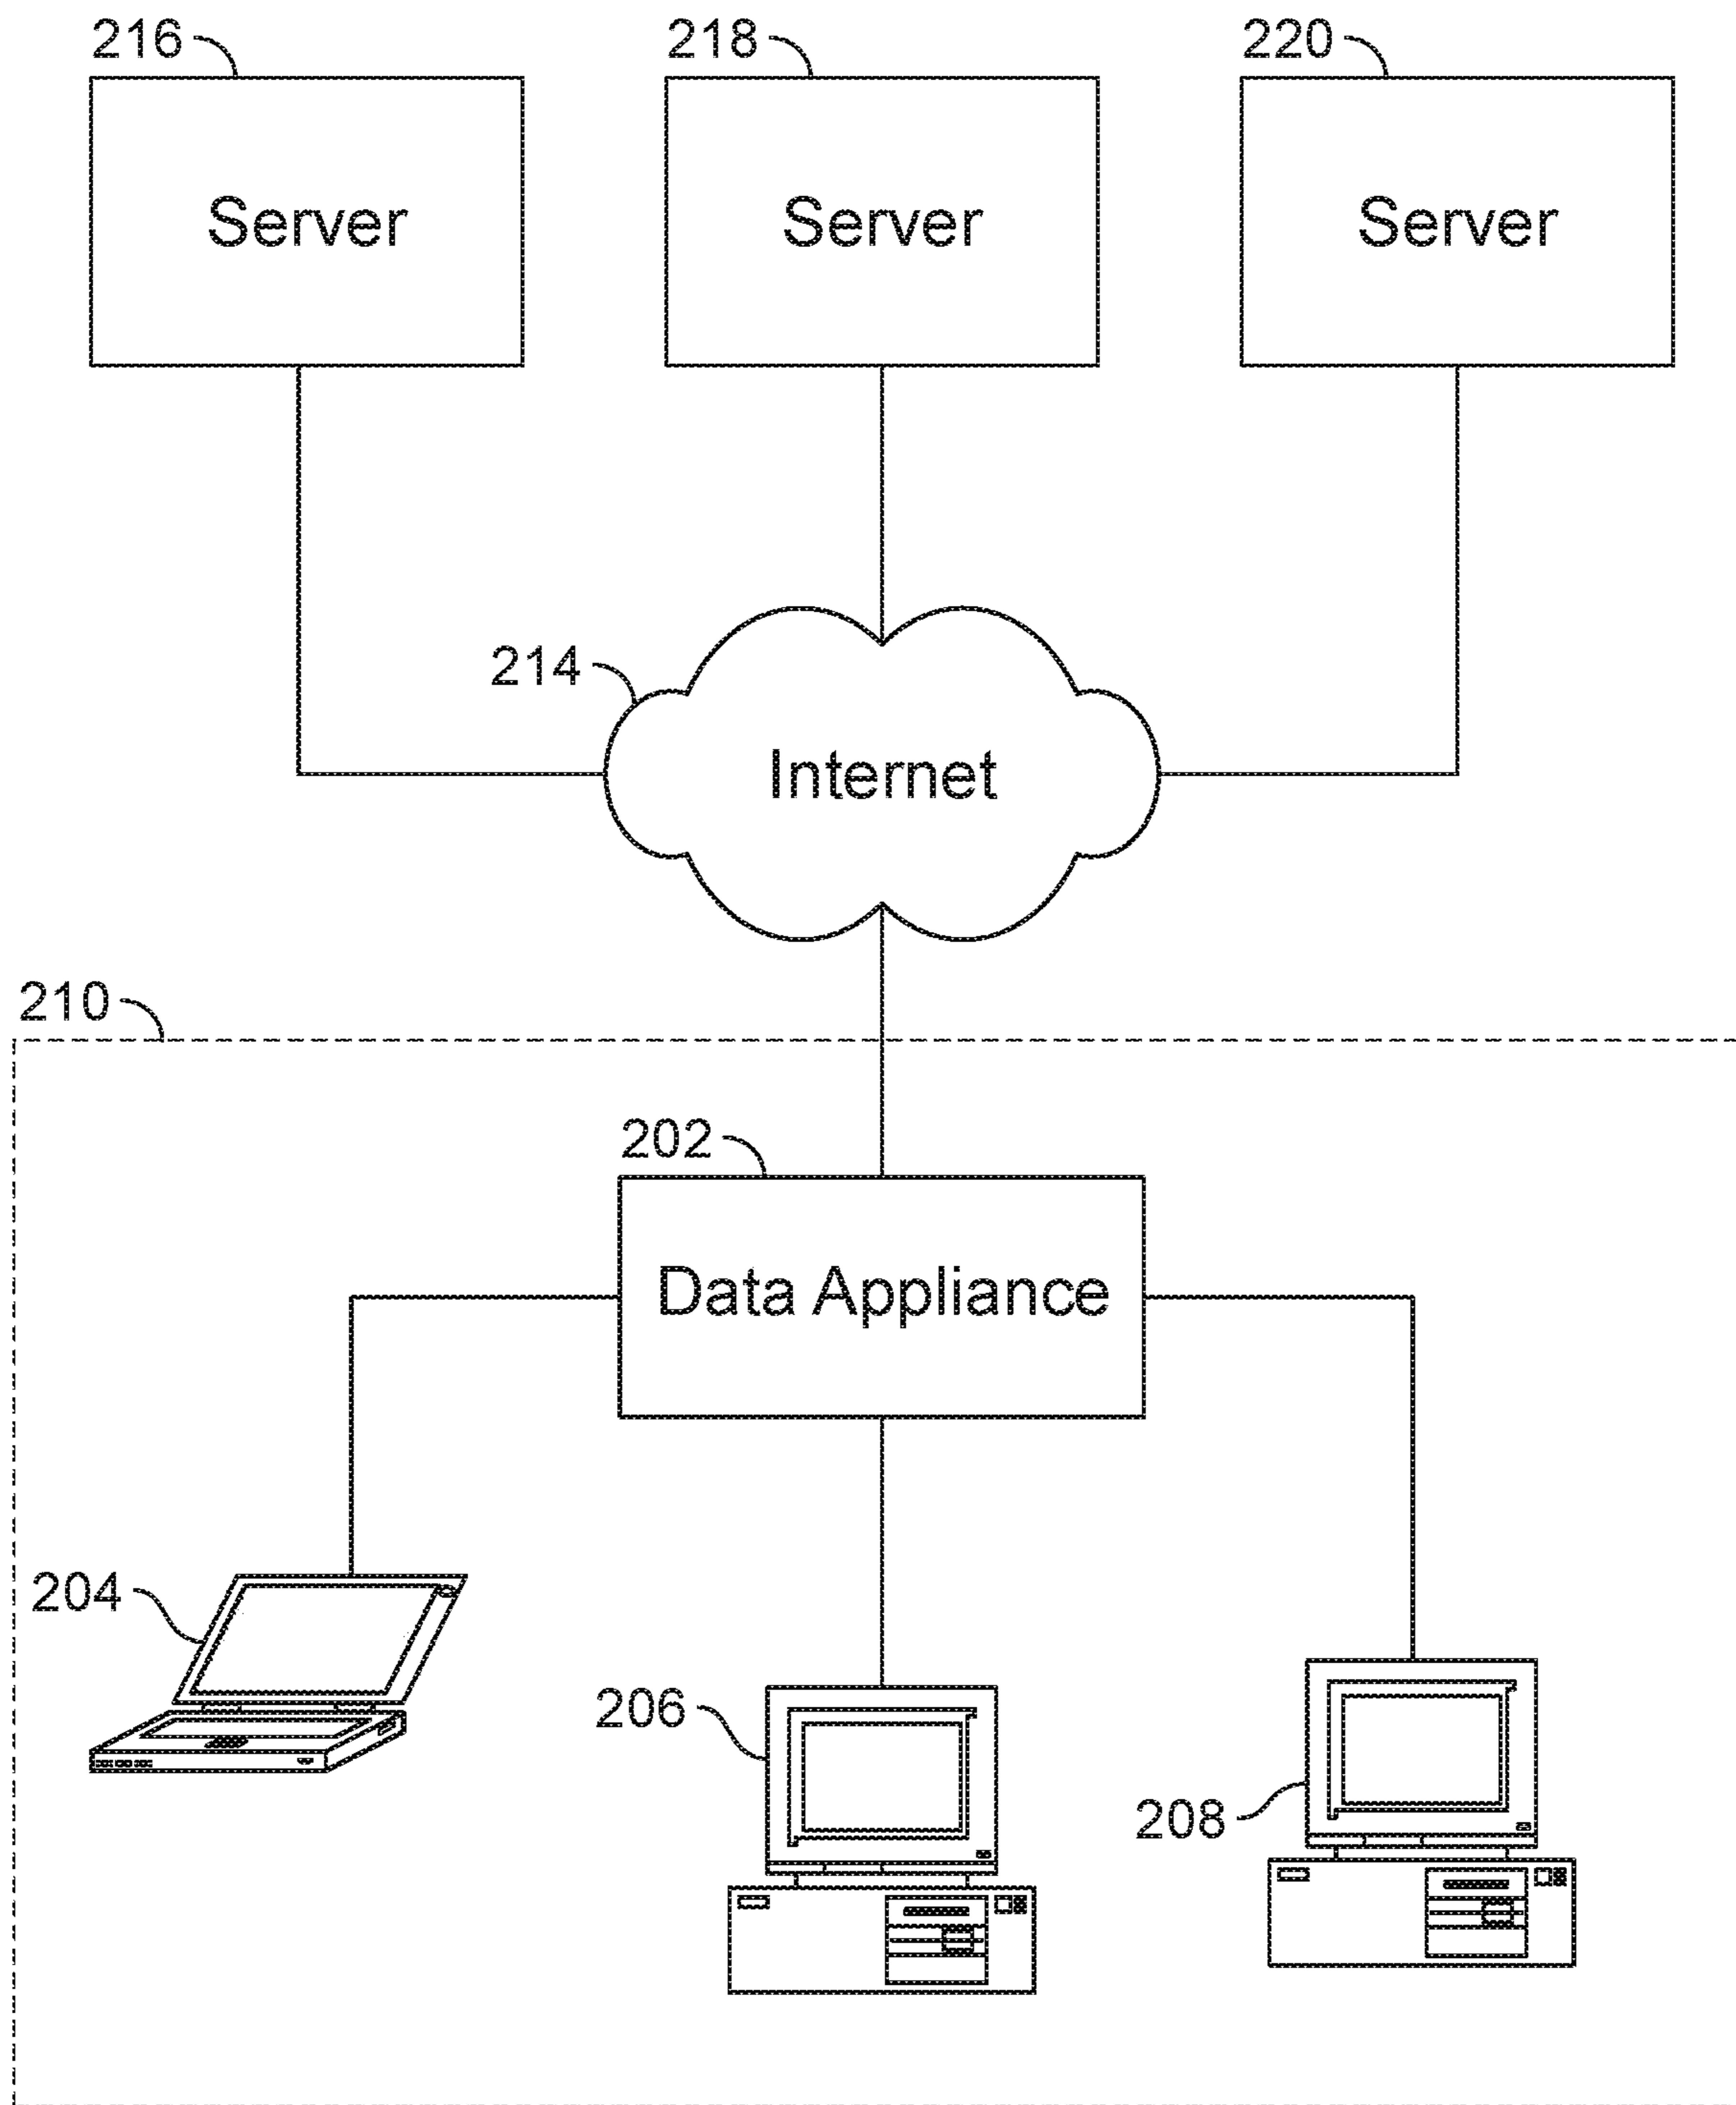 216
218
220
Server
Server
Server
214
Internet
210
202
Data Appliance
204
206
208